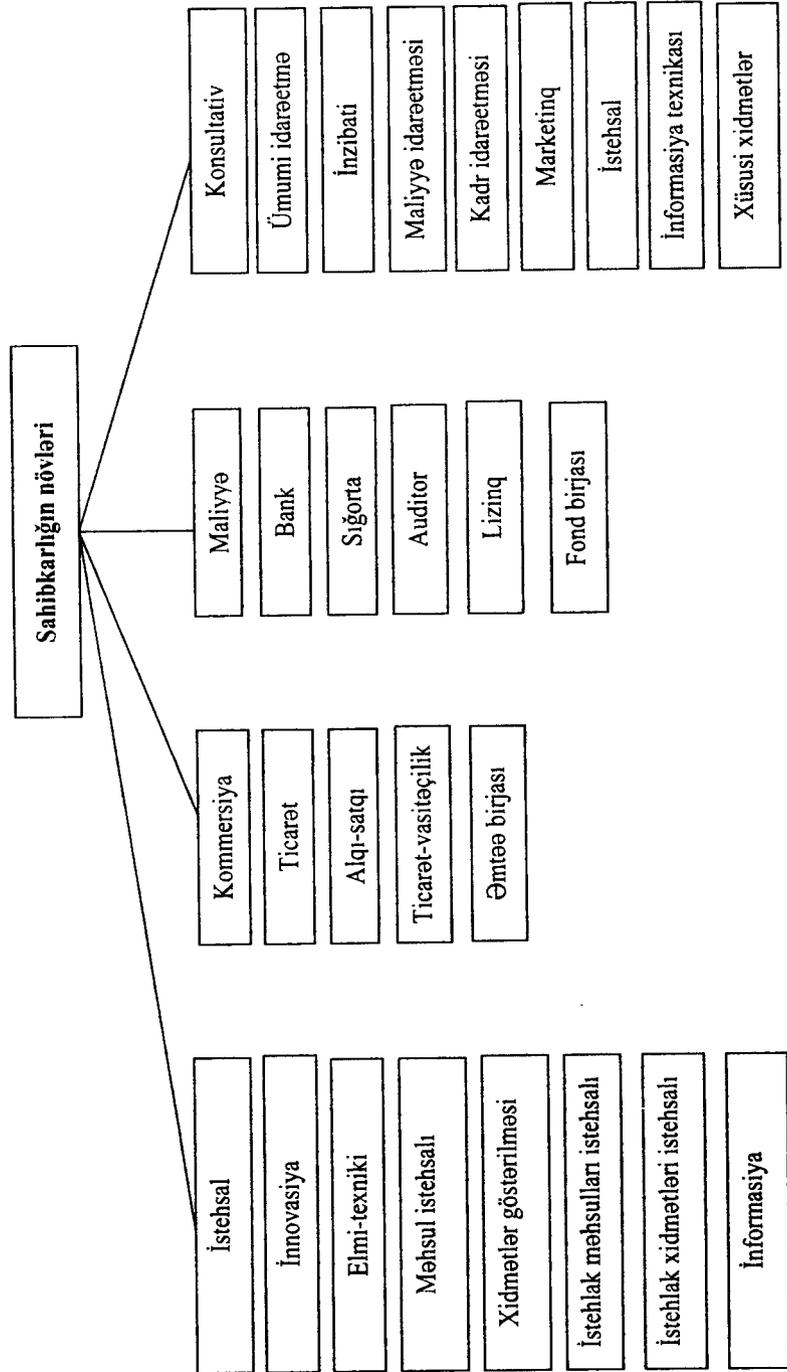 Sahibkarlığın növləri
İstehsal
İnnovasiya
Elmi-texniki
Məhsul istehsalı
Xidmətlər göstərilməsi
İstehlak məhsulları istehsalı
İstehlak xidmətləri istehsalı
İnformasiya
Kommersiya
Ticarət
Alqı-satqı
Ticarət-vasitəçilik
Əmtəə birjası
Maliyyə
Bank
Sığorta
Auditor
Lizinq
Fond birjası
Konsultativ
Ümumi idarəetmə
İnzibati
Maliyyə idarəetməsi
Kadr idarəetməsi
Marketinq
İstehsal
İnformasiya texnikası
Xüsusi xidmətlər